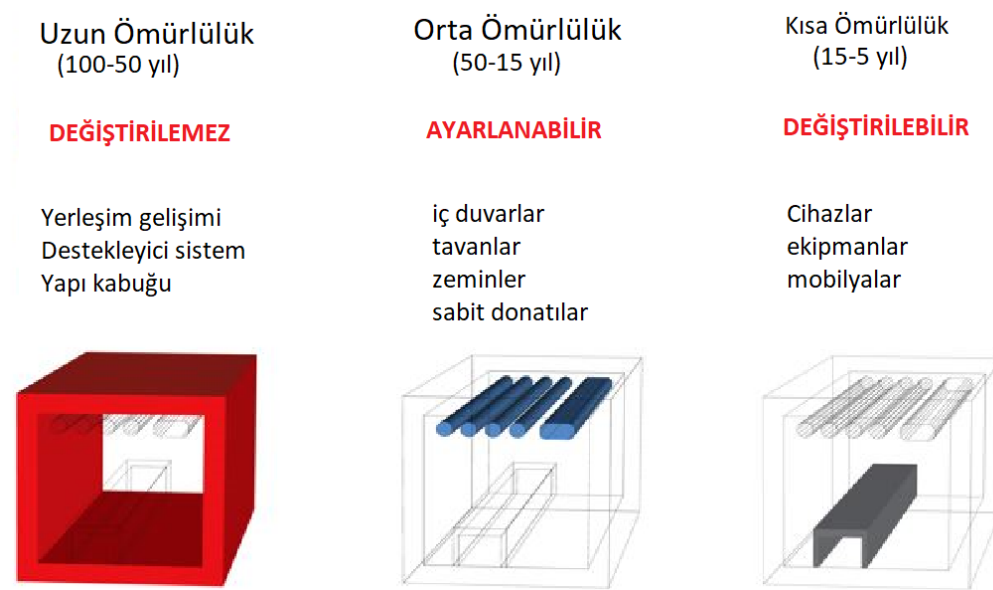 Uzun Ömürlülük
(100-50 yıl)
DEĞİŞTİRİLEMEZ
Yerleşim gelişimi
Destekleyici sistem
Yapı kabuğu
Orta Ömürlülük
(50-15 yıl)
AYARLANABİLİR
iç duvarlar
tavanlar
zeminler
sabit donatılar
Kısa Ömürlülük
(15-5 yıl)
DEĞİŞTİRİLEBİLİR
Cihazlar
ekipmanlar
mobilyalar